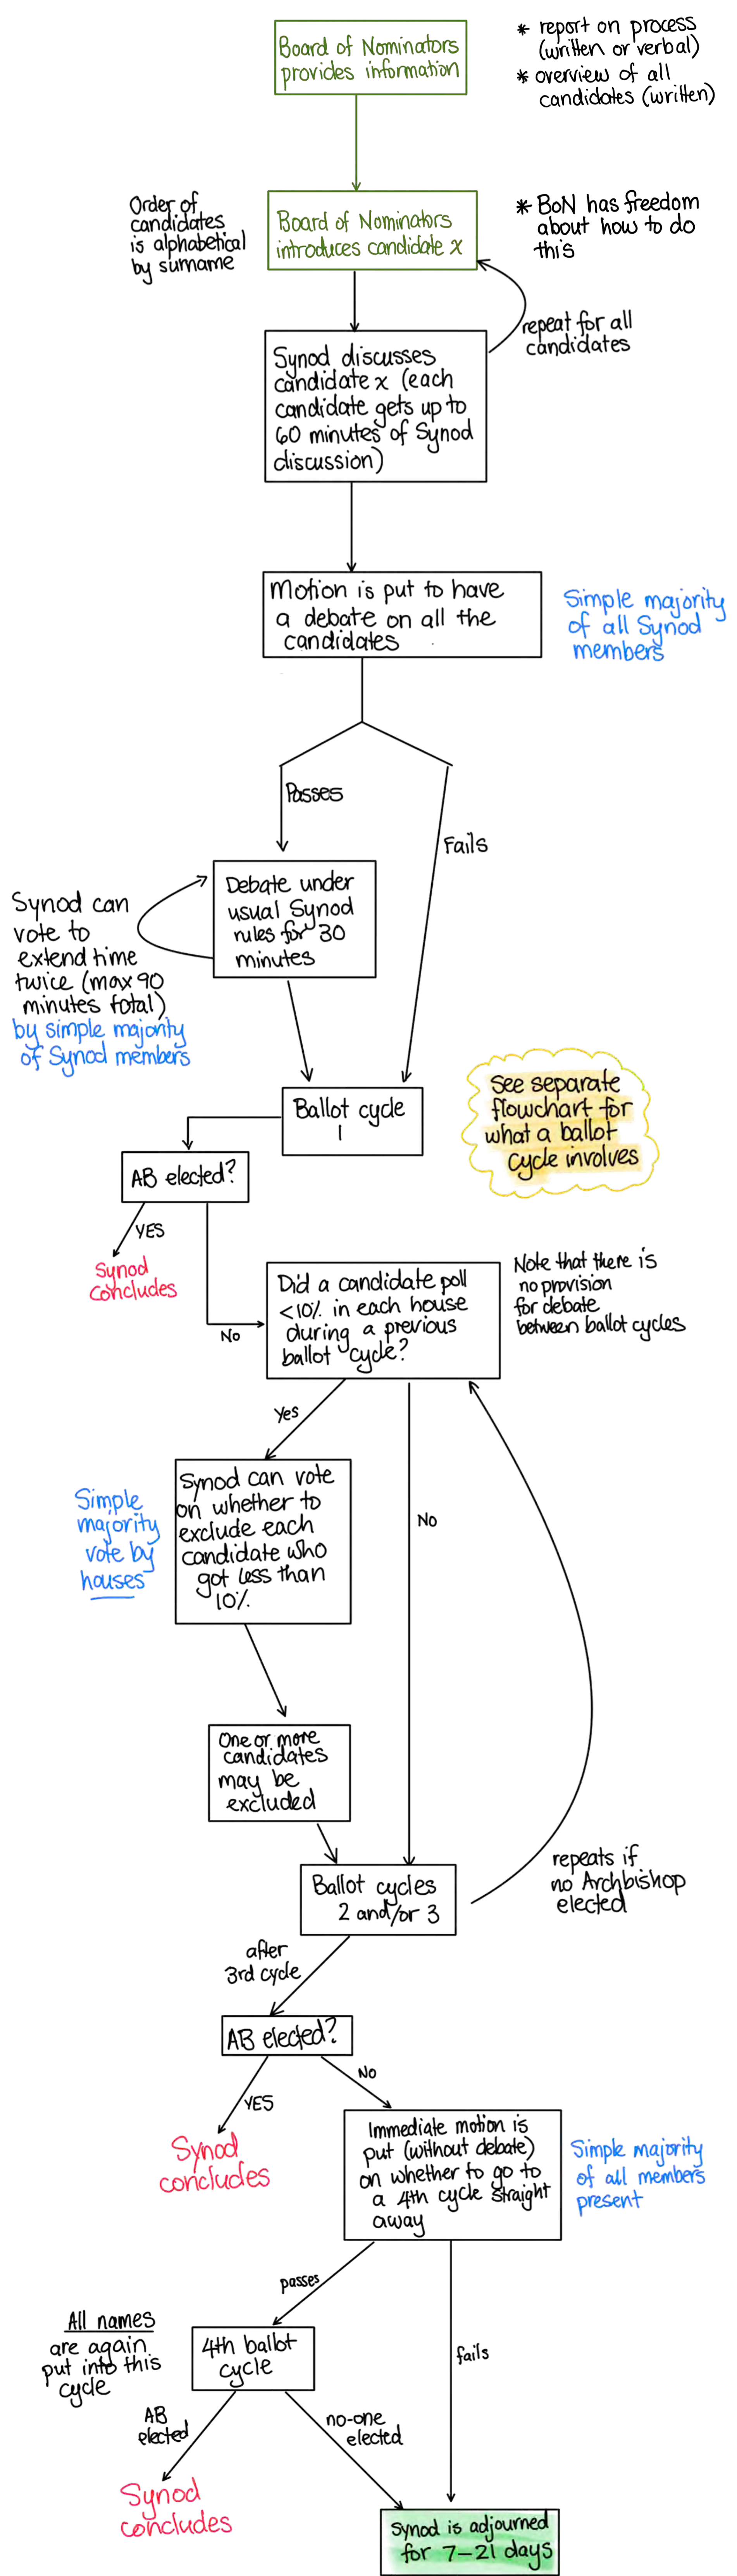 Board of Nominators
provides information
* report on process
(written or verbal)
* overview of all
candidates (written)
Order of
candidates
is alphabetical
by surname
Board of Nominators
introduces candidate x
* BoN has freedom
about how to do
this
repeat for all
candidates
Synod discusses
candidate x (each
candidate gets up to
60 minutes of Synod
discussion)
Motion is put to have
a debate on all the
candidates
Simple majority
of all Synod
members
Passes
Fails
Debate under
usual Synod
rules for 30
minutes
Synod can
vote to
extend time
twice (max 90
minutes total)
by simple majority
of Synod members
Ballot cycle
1
See separate
flowchart for
what a ballot
cycle involves
AB elected?
YES
Synod
concludes
No
Did a candidate poll
<10% in each house
during a previous
ballot cycle?
Note that there is
no provision
for debate
between ballot cycles
Yes
No
Simple
majority
vote by
houses
Synod can vote
on whether to
exclude each
candidate who
got less than
10%
One or more
candidates
may be
excluded
Ballot cycles
2 and/or 3
repeats if
no Archbishop
elected
after
3rd cycle
AB elected?
YES
No
Synod
concludes
Immediate motion is
put (without debate)
on whether to go to
a 4th cycle straight
away
Simple majority
of all members
present
passes
fails
All names
are again
put into this
cycle
4th ballot
cycle
AB
elected
no-one
elected
Synod
concludes
Synod is adjourned
for 7-21 days